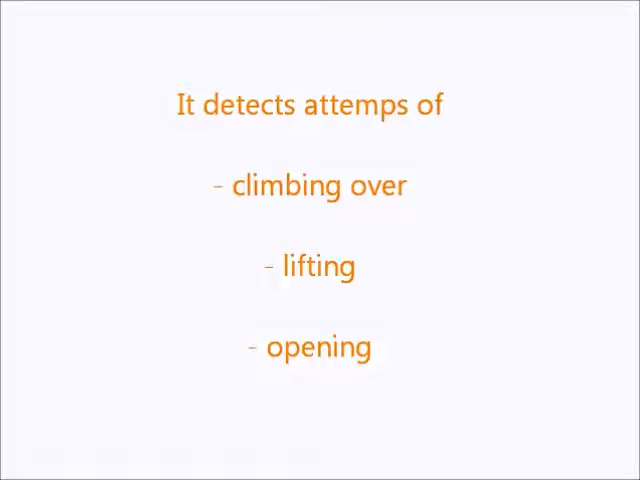 It detects attemps of
- climbing over
- lifting
- opening